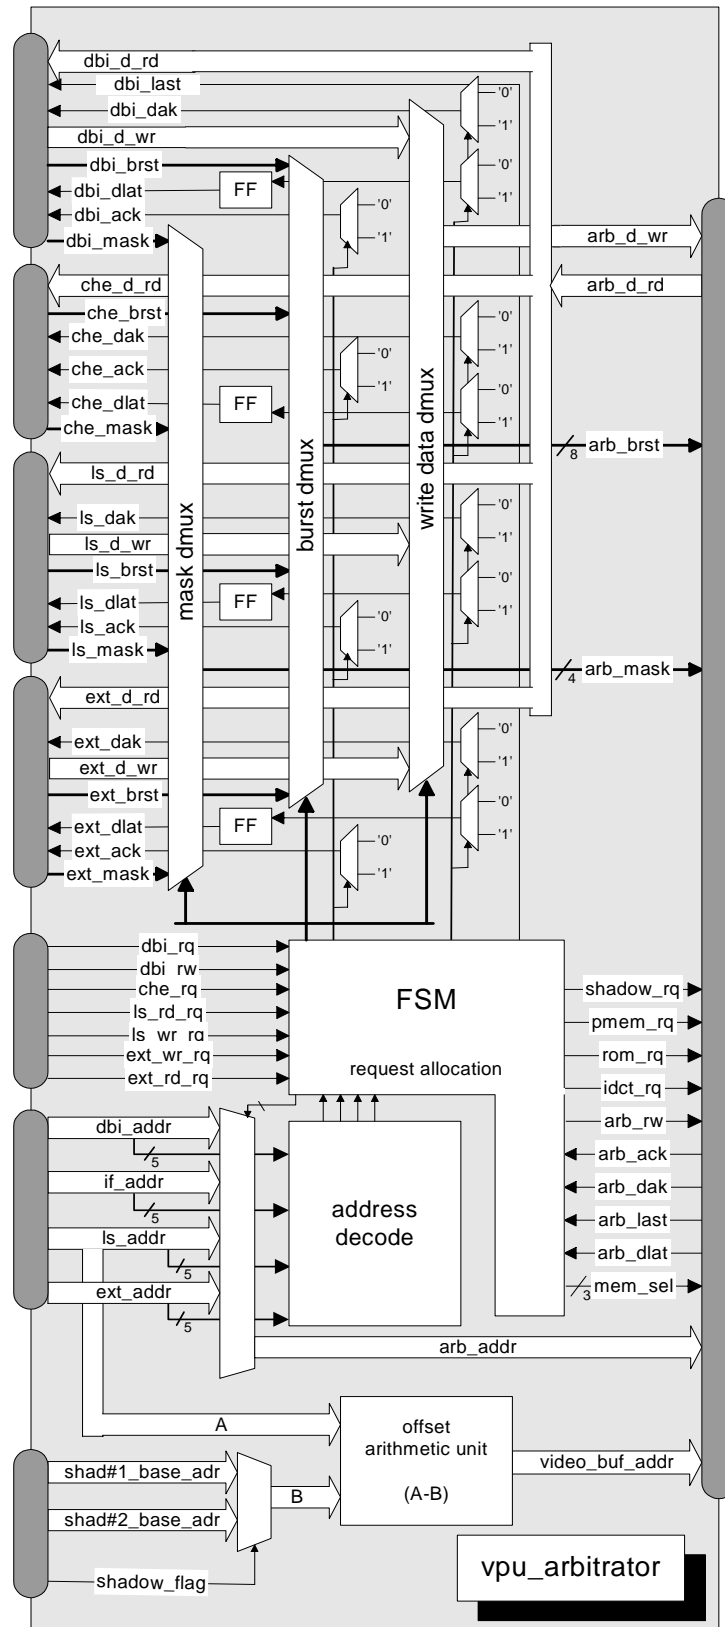 dbi_d_rd
dbi_last
'0'
dbi_dak
'1'
dbi_d_wr
dbi_brst
'0'
dbi_dlat
FF
'1'
dbi_ack
'0'
dbi_mask
'1'
arb_d_wr
che_d_rd
arb_d_rd
che_brst
'0'
che_dak
'1'
'0'
che_ack
'1'
'0'
che_dlat
FF
'1'
che_mask
8
arb_brst
ls_d_rd
'0'
ls_dak
'1'
ls_d_wr
ls_brst
'0'
ls_dlat
FF
'1'
ls_ack
'0'
ls_mask
'1'
4
arb_mask
mask dmux
burst dmux
write data dmux
ext_d_rd
'0'
ext_dak
'1'
ext_d_wr
ext_brst
'0'
ext_dlat
FF
'1'
ext_ack
'0'
ext_mask
'1'
dbi_rq
dbi_rw
che_rq
ls_rd_rq
ls_wr_rq
ext_wr_rq
ext_rd_rq
FSM
request allocation
shadow_rq
pmem_rq
rom_rq
idct_rq
arb_rw
arb_ack
arb_dak
arb_last
arb_dlat
3
mem_sel
dbi_addr
5
if_addr
5
ls_addr
5
ext_addr
5
address
decode
arb_addr
A
offset
arithmetic unit
(A-B)
shad#1_base_adr
B
video_buf_addr
shad#2_base_adr
shadow_flag
vpu_arbitrator